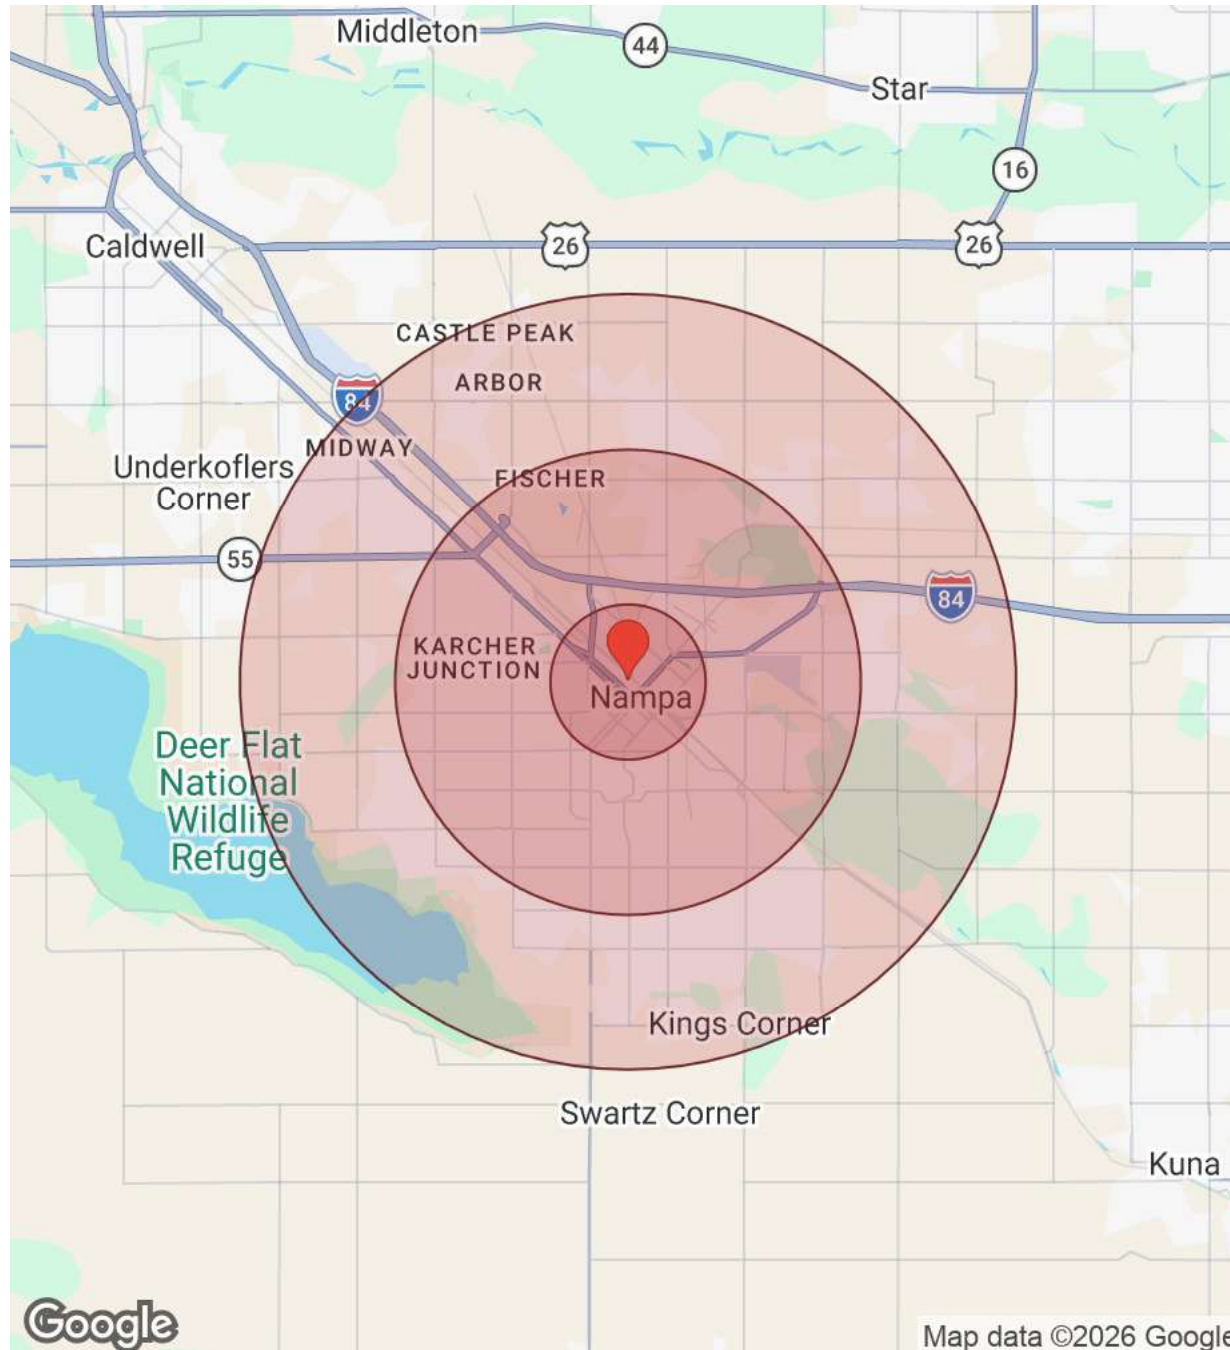 Middleton
44
Star
16
Caldwell
26
26
CASTLE PEAK
ARBOR
84
MIDWAY
Underkoflers
Corner
FISCHER
55
84
KARCHER
JUNCTION
Nampa
Deer Flat
National
Wildlife
Refuge
Kings Corner
Swartz Corner
Kuna
Google
Map data ©2026 Google